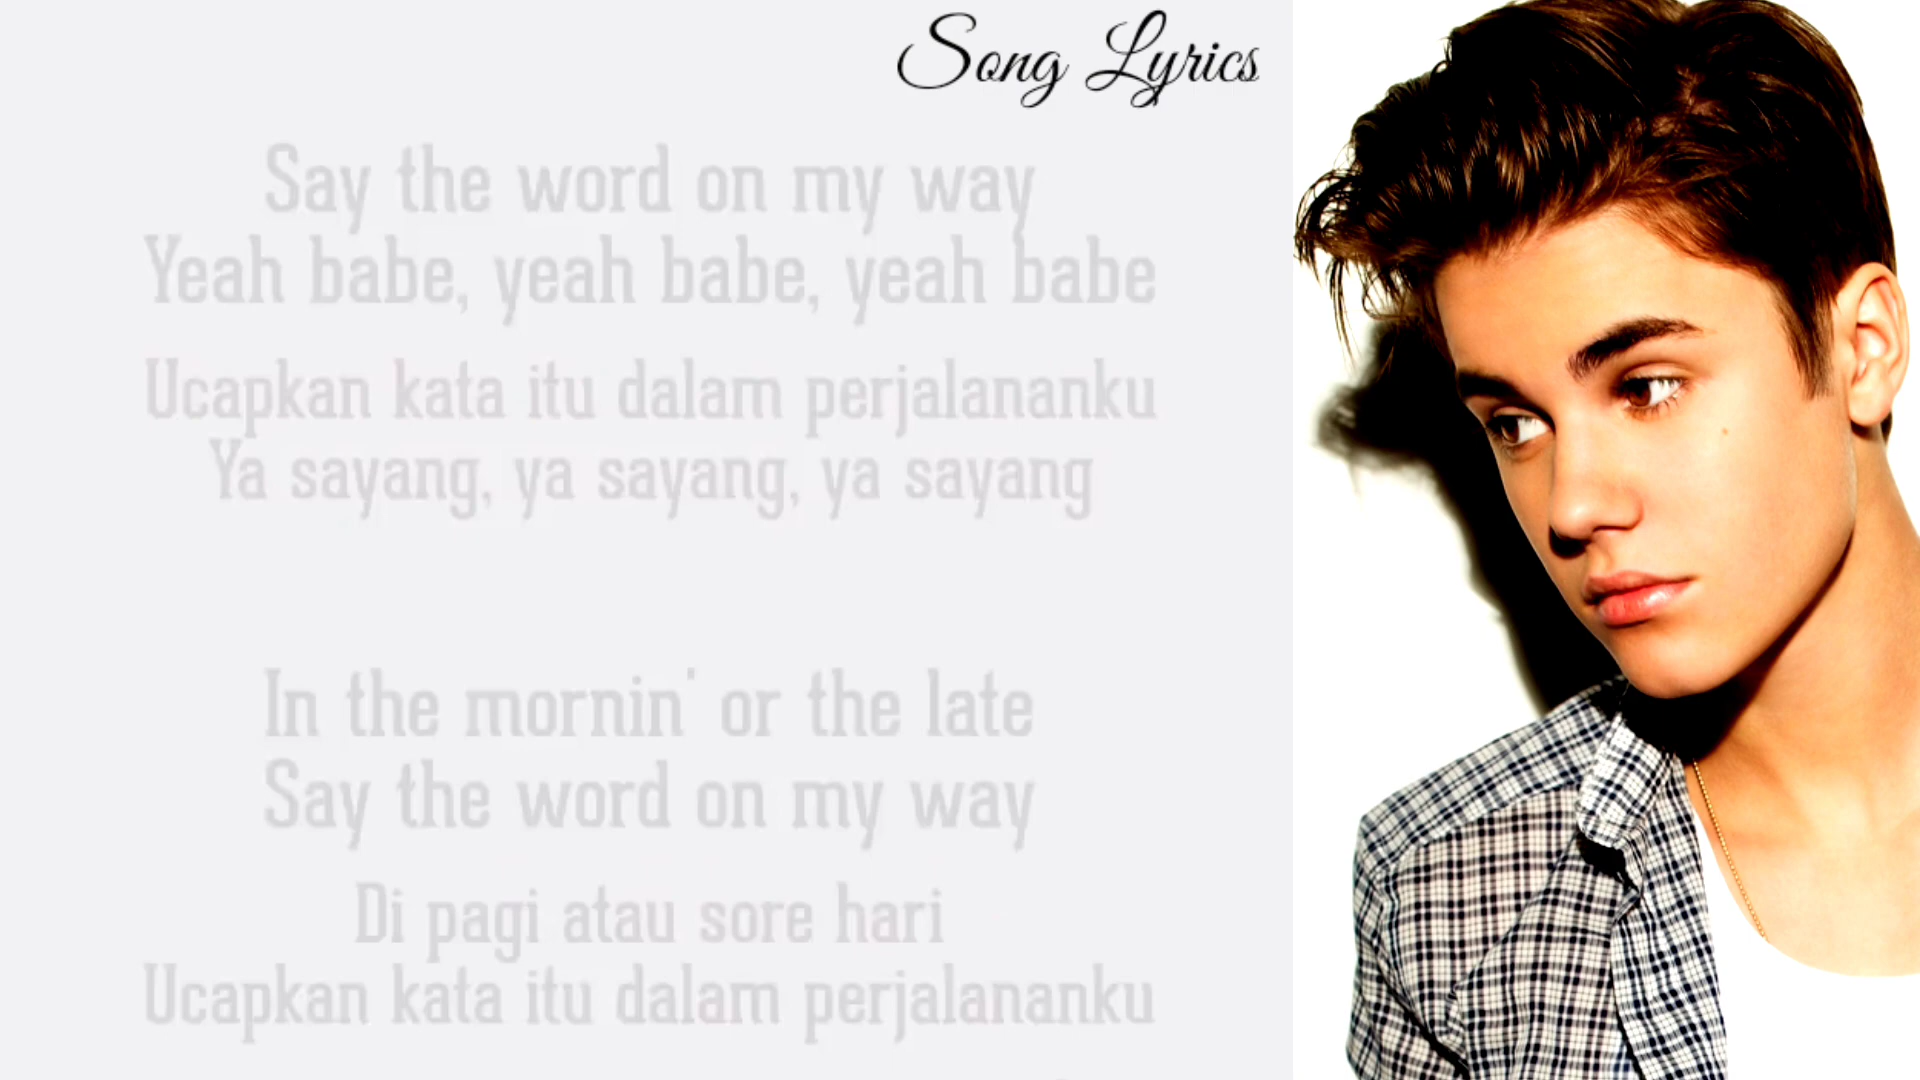 Song Lyrics
Say the word on my way
Yeah babe, yeah babe, yeah babe
Ucapkan kata itu dalam perjalananku
Ya sayang, ya sayang, ya sayang
In the mornin' or the late
Say the word on my way
Di pagi atau sore hari
Ucapkan kata itu dalam perjalananku